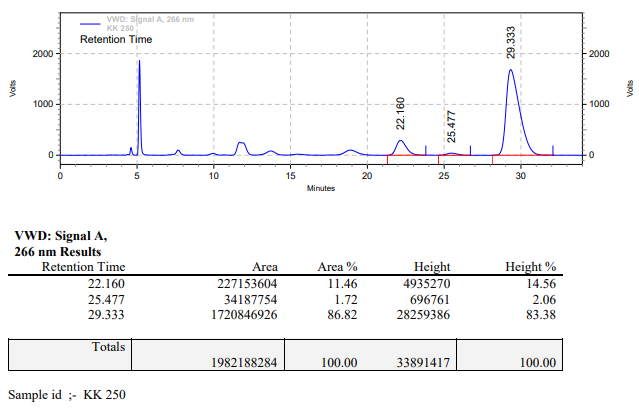 VWD: Signal A, 266 nm
KK 250
Retention Time
29.333
22.160
25.477
2000
1000
0
Volts
2000
1000
0
Volts
0 5 10 15 20 25 30
Minutes
VWD: Signal A,
266 nm Results
Retention Time Area Area % Height Height %
22.160 227153604 11.46 4935270 14.56
25.477 34187754 1.72 696761 2.06
29.333 1720846926 86.82 28259386 83.38
Totals
1982188284 100.00 33891417 100.00
Sample id ;- KK 250